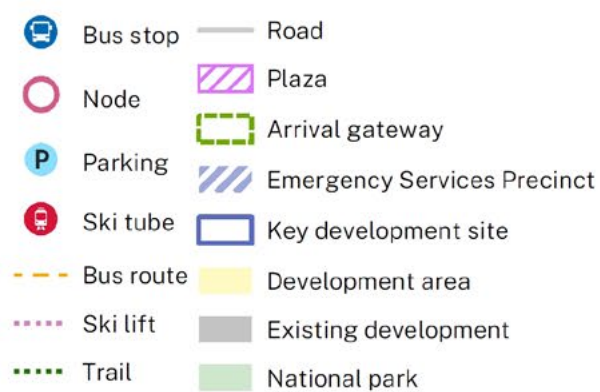 Bus stop
Node
P
Parking
Ski tube
Bus route
Ski lift
Trail
Road
Plaza
Arrival gateway
Emergency Services Precinct
Key development site
Development area
Existing development
National park